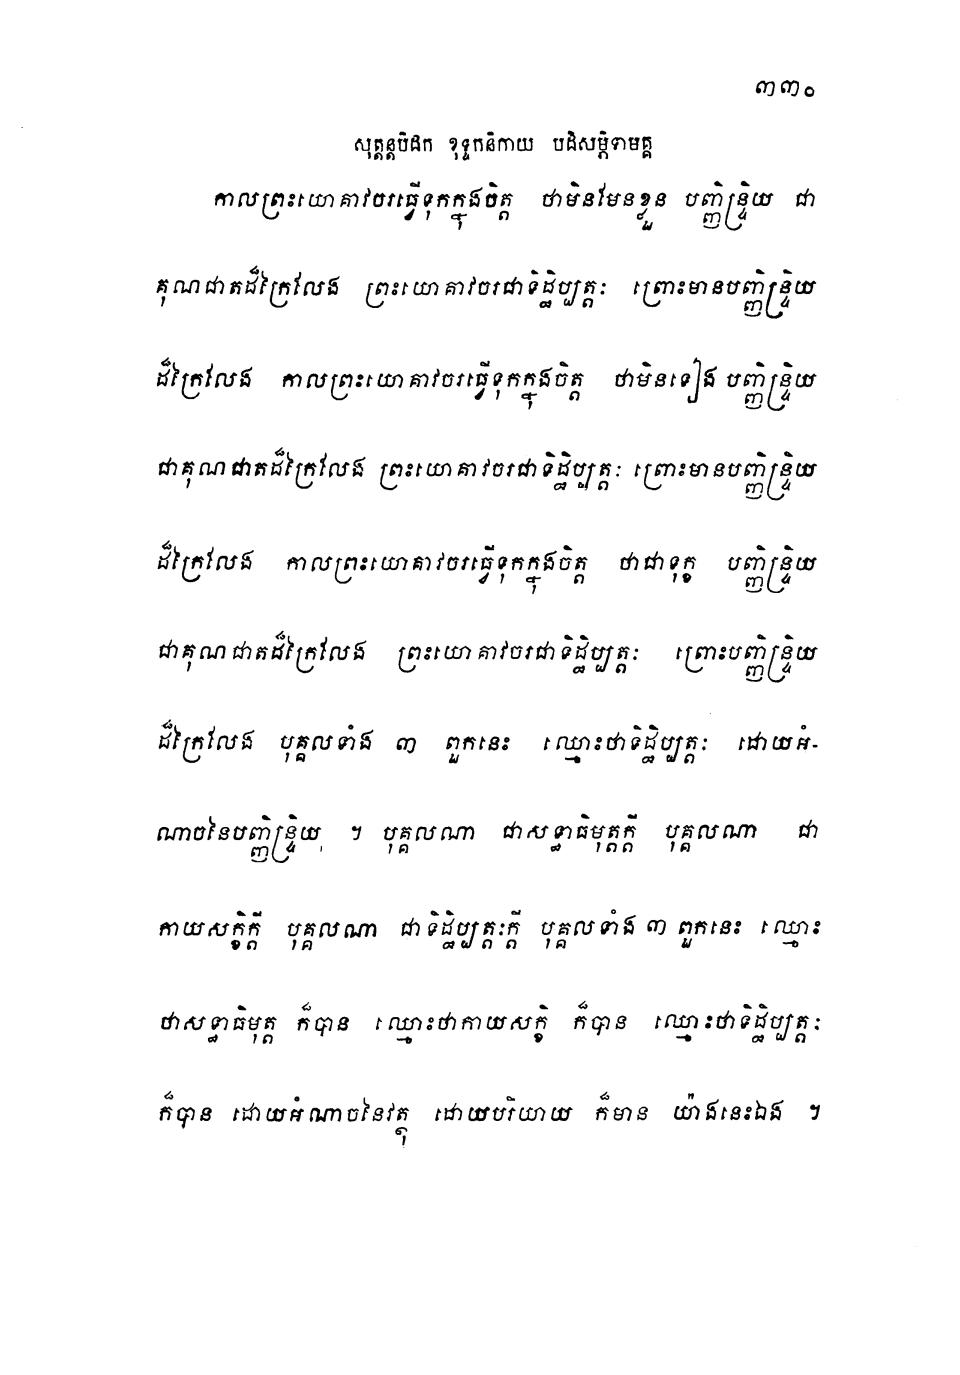 ៣៣០
សុត្តន្តបិដក ខុទ្ទកនិកាយ បដិសម្ភិទាមគ្គ
កាលព្រះយោគាវចរធ្វើទុកក្នុងចិត្ត ថាមិនមែនខ្លួន បញ្ញិន្ទ្រិយ ជា
គុណជាតដ៏ក្រៃលែង ព្រះយោគាវចរជាទិដ្ឋិប្បត្តៈ ព្រោះមានបញ្ញិន្ទ្រិយ
ដ៏ក្រៃលែង កាលព្រះយោគាវចរធ្វើទុកក្នុងចិត្ត ថាមិនទៀង បញ្ញិន្ទ្រិយ
ជាគុណជាតដ៏ក្រៃលែង ព្រះយោគាវចរជាទិដ្ឋិប្បត្តៈ ព្រោះមានបញ្ញិន្ទ្រិយ
ដ៏ក្រៃលែង កាលព្រះយោគាវចរធ្វើទុកក្នុងចិត្ត ថាជាទុក្ខ បញ្ញិន្ទ្រិយ
ជាគុណជាតដ៏ក្រៃលែង ព្រះយោគាវចរជាទិដ្ឋិប្បត្តៈ ព្រោះបញ្ញិន្ទ្រិយ
ដ៏ក្រៃលែង បុគ្គលទាំង ៣ ពួកនេះ ឈ្មោះថាទិដ្ឋិប្បត្តៈ ដោយអំ-
ណាចនៃបញ្ញិន្ទ្រិយ ។ បុគ្គលណា ជាសទ្ធាធិមុត្តក្តី បុគ្គលណា ជា
កាយសក្ខិក្តី បុគ្គលណា ជាទិដ្ឋិប្បត្តៈក្តី បុគ្គលទាំង ៣ ពួកនេះ ឈ្មោះ
ថាសទ្ធាធិមុត្ត ក៏បាន ឈ្មោះថាកាយសក្ខិ ក៏បាន ឈ្មោះថាទិដ្ឋិប្បត្តៈ
ក៏បាន ដោយអំណាចនៃវត្ថុ ដោយបរិយាយ ក៏មាន យ៉ាងនេះឯង ។